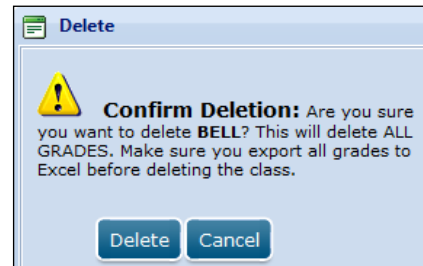 Delete
Confirm Deletion: Are you sure
you want to delete BELL? This will delete ALL
GRADES. Make sure you export all grades to
Excel before deleting the class.
Delete Cancel